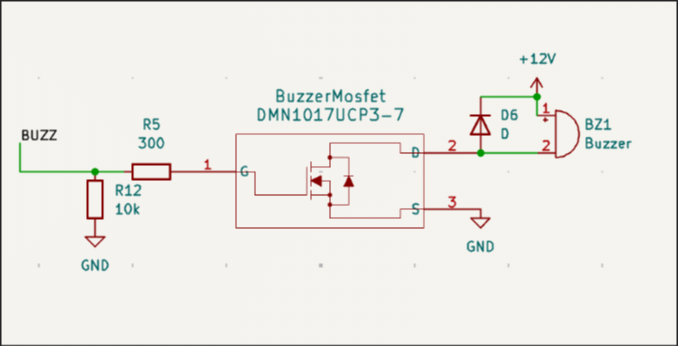 +12V
BuzzerMosfet
DMN1017UCP3-7
BUZZ
R5
300
1
G
D
2
D6
D
1
+
2
BZ1
Buzzer
R12
10k
S
3
GND
GND